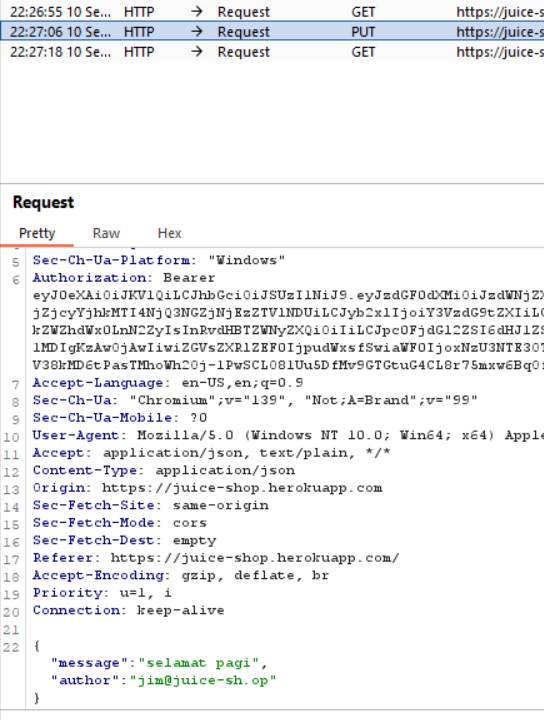 22:26:55 10 Se... HTTP → Request GET https://juice-s
22:27:06 10 Se... HTTP → Request PUT https://juice-s
22:27:18 10 Se... HTTP → Request GET https://juice-s
Request
Pretty Raw Hex
5 Sec-Ch-Ua-Platform: "Windows"
6 Authorization: Bearer
7 Accept-Language: en-US,en;q=0.9
8 Sec-Ch-Ua: "Chromium";v="139", "Not;A=Brand";v="99"
9 Sec-Ch-Ua-Mobile: ?0
10 User-Agent: Mozilla/5.0 (Windows NT 10.0; Win64; x64) Apple
11 Accept: application/json, text/plain, */*
12 Content-Type: application/json
13 Origin: https://juice-shop.herokuapp.com
14 Sec-Fetch-Site: same-origin
15 Sec-Fetch-Mode: cors
16 Sec-Fetch-Dest: empty
17 Referer: https://juice-shop.herokuapp.com/
18 Accept-Encoding: gzip, deflate, br
19 Priority: u=1, i
20 Connection: keep-alive
21
22 {
"message":"selamat pagi",
"author":"jim@juice-sh.op"
}